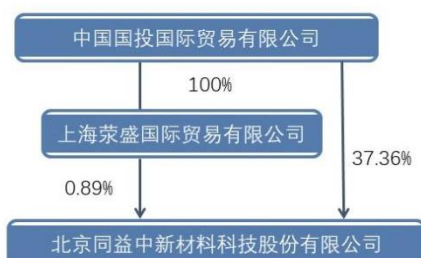 中国国投国际贸易有限公司
100%
上海荥盛国际贸易有限公司
37.36%
0.89%
北京同益中新材料科技股份有限公司